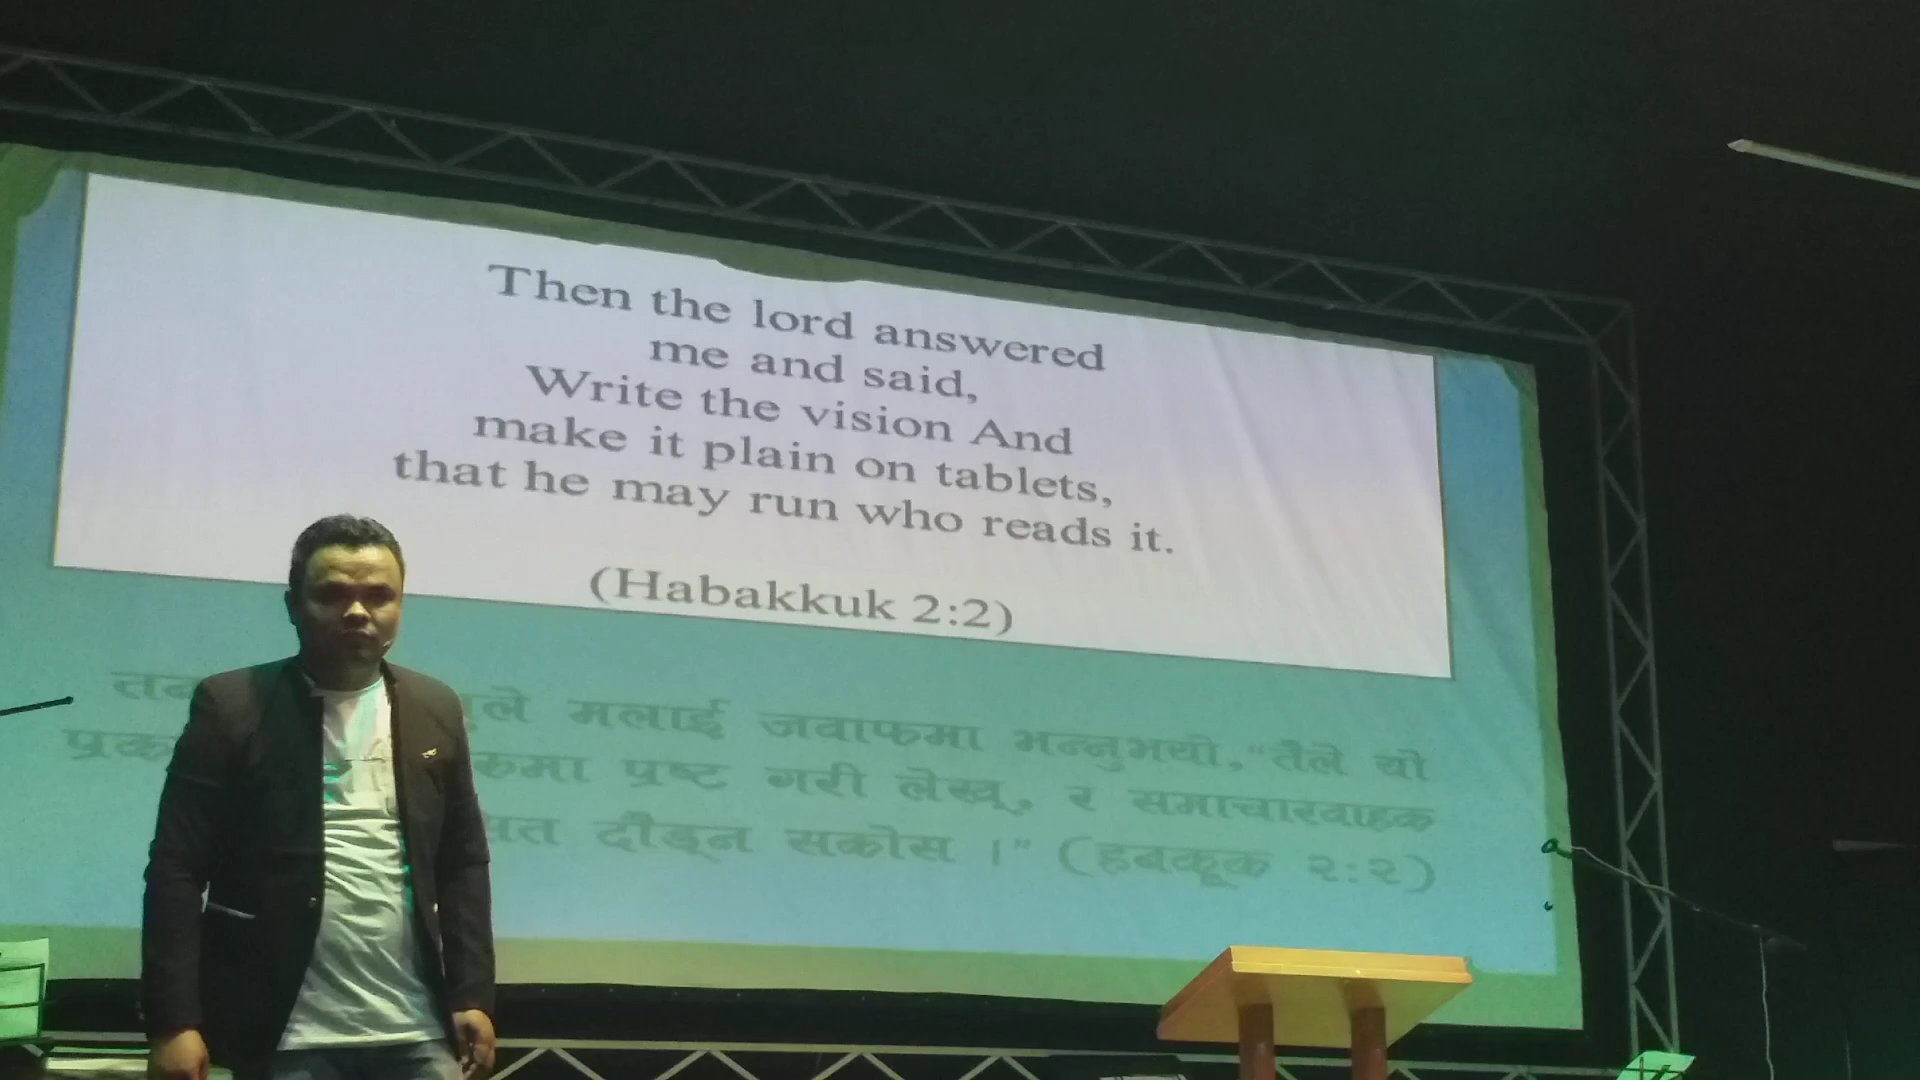 Then the lord answered
me and said,
Write the vision And
make it plain on tablets,
that he may run who reads it.
(Habakkuk 2:2)
मलाई जवाफमा भन्नुभयो, “तैंले यो
प्रष्ट गरी लेख्, र समाचारवाहक
दौड्न सकोस ।” (हबकूक २:२)